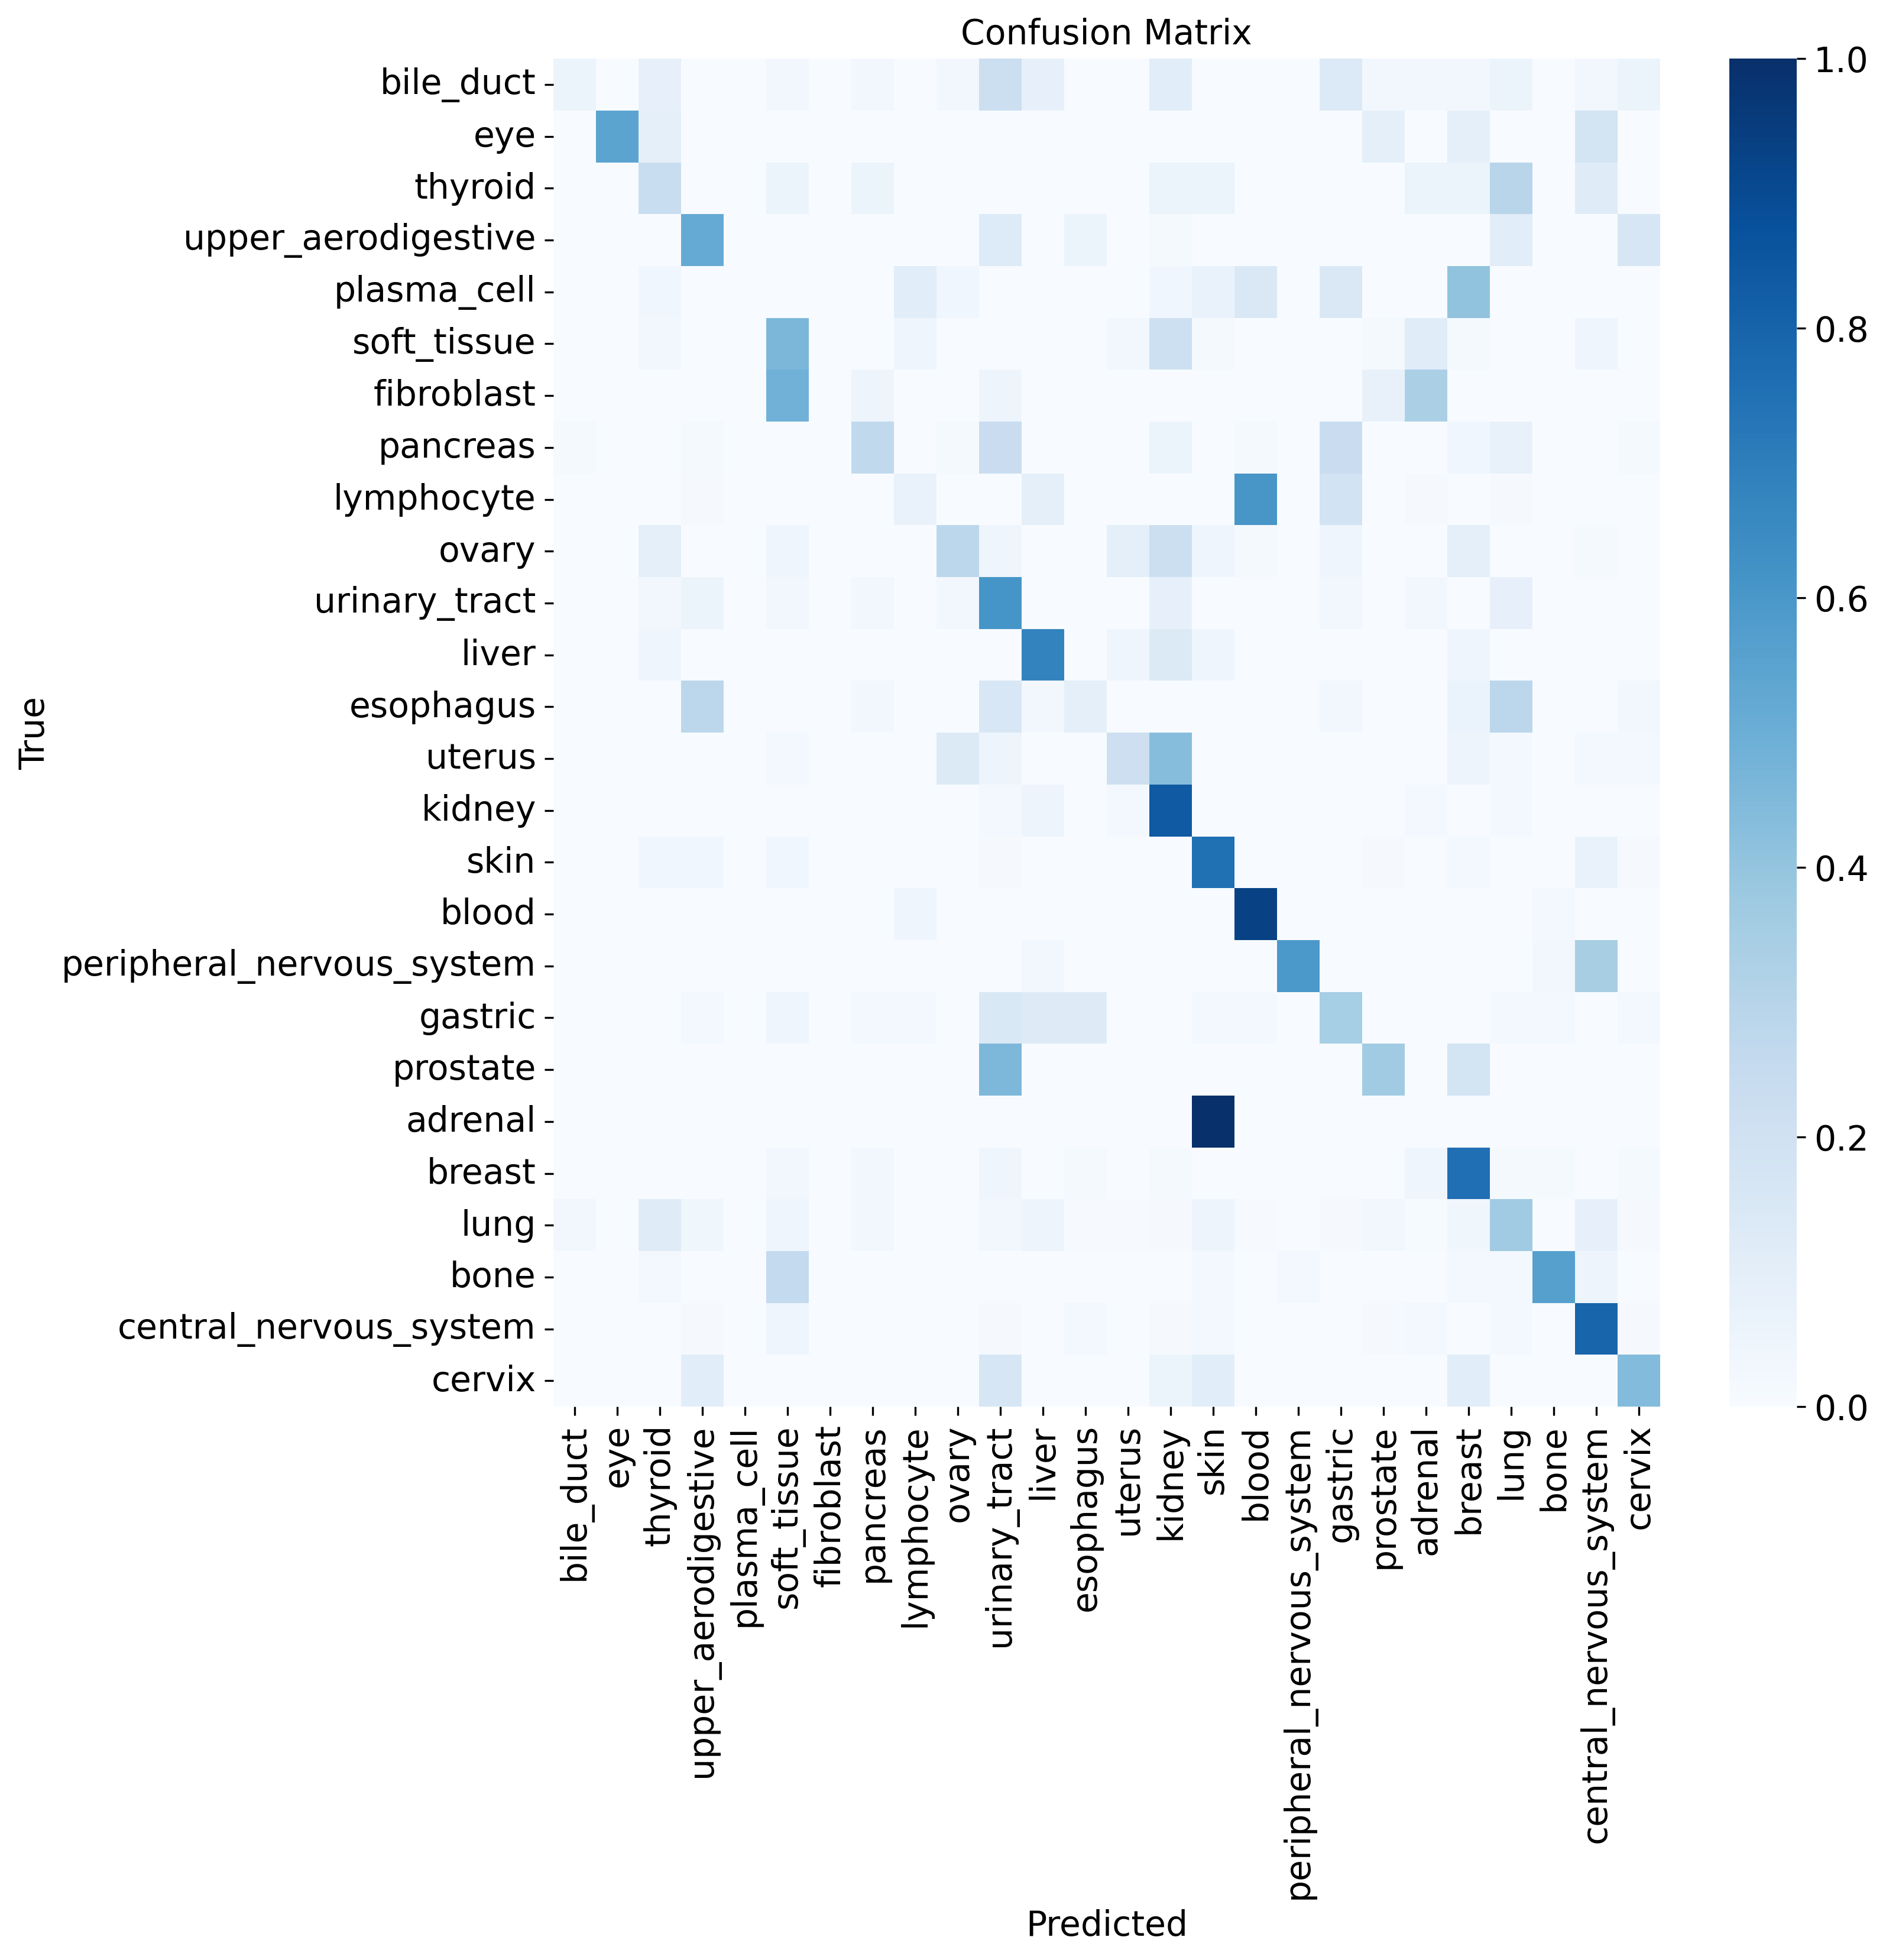 Confusion Matrix
bile_duct
eye
thyroid
upper_aerodigestive
plasma_cell
soft_tissue
fibroblast
pancreas
lymphocyte
ovary
urinary_tract
liver
esophagus
uterus
kidney
skin
blood
peripheral_nervous_system
gastric
prostate
adrenal
breast
lung
bone
central_nervous_system
cervix
True
bile_duct
eye
thyroid
upper_aerodigestive
plasma_cell
soft_tissue
fibroblast
pancreas
lymphocyte
ovary
urinary_tract
liver
esophagus
uterus
kidney
skin
blood
peripheral_nervous_system
gastric
prostate
adrenal
breast
lung
bone
central_nervous_system
cervix
Predicted
1.0
0.8
0.6
0.4
0.2
0.0